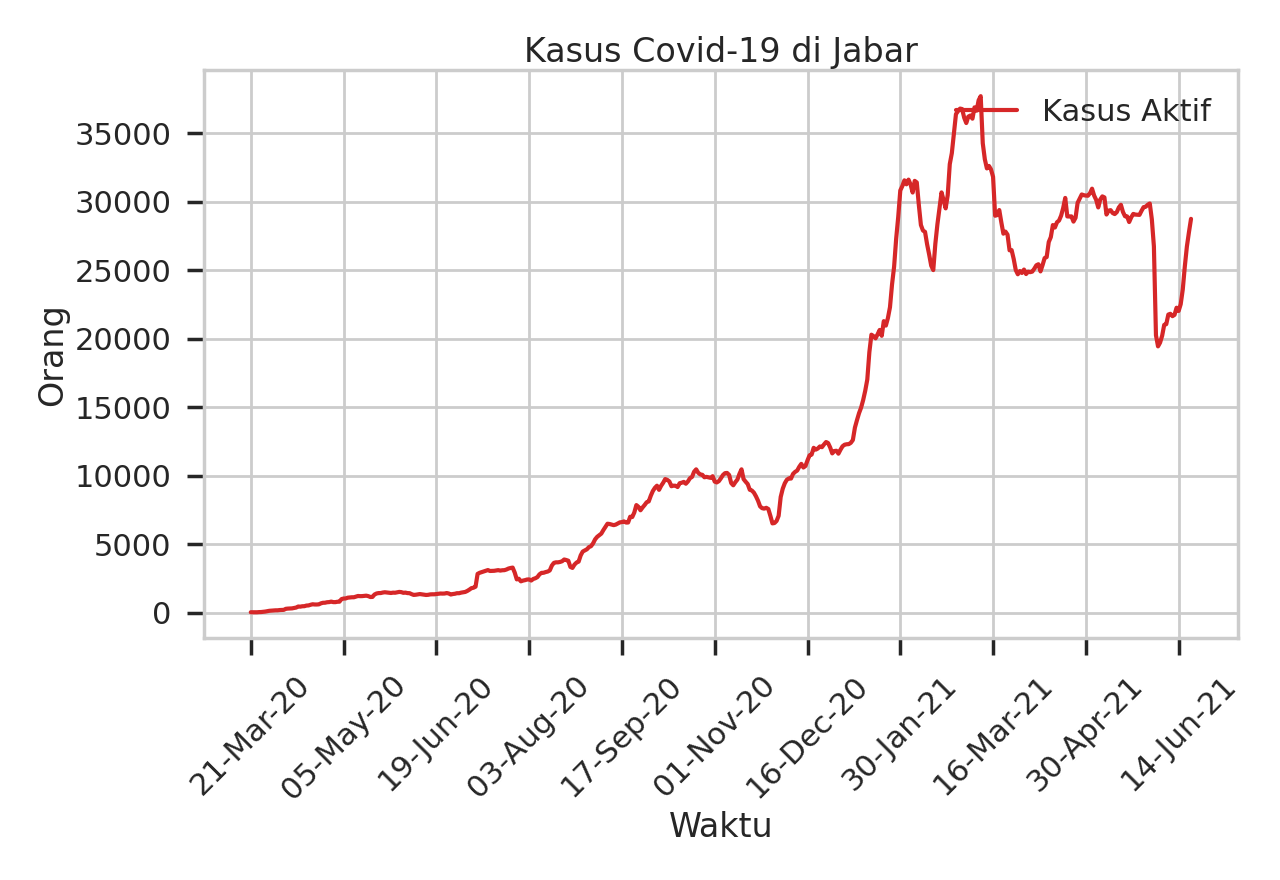 Kasus Covid-19 di Jabar
Kasus Aktif
Orang
35000
30000
25000
20000
15000
10000
5000
0
21-Mar-20
05-May-20
19-Jun-20
03-Aug-20
17-Sep-20
01-Nov-20
16-Dec-20
30-Jan-21
16-Mar-21
30-Apr-21
14-Jun-21
Waktu